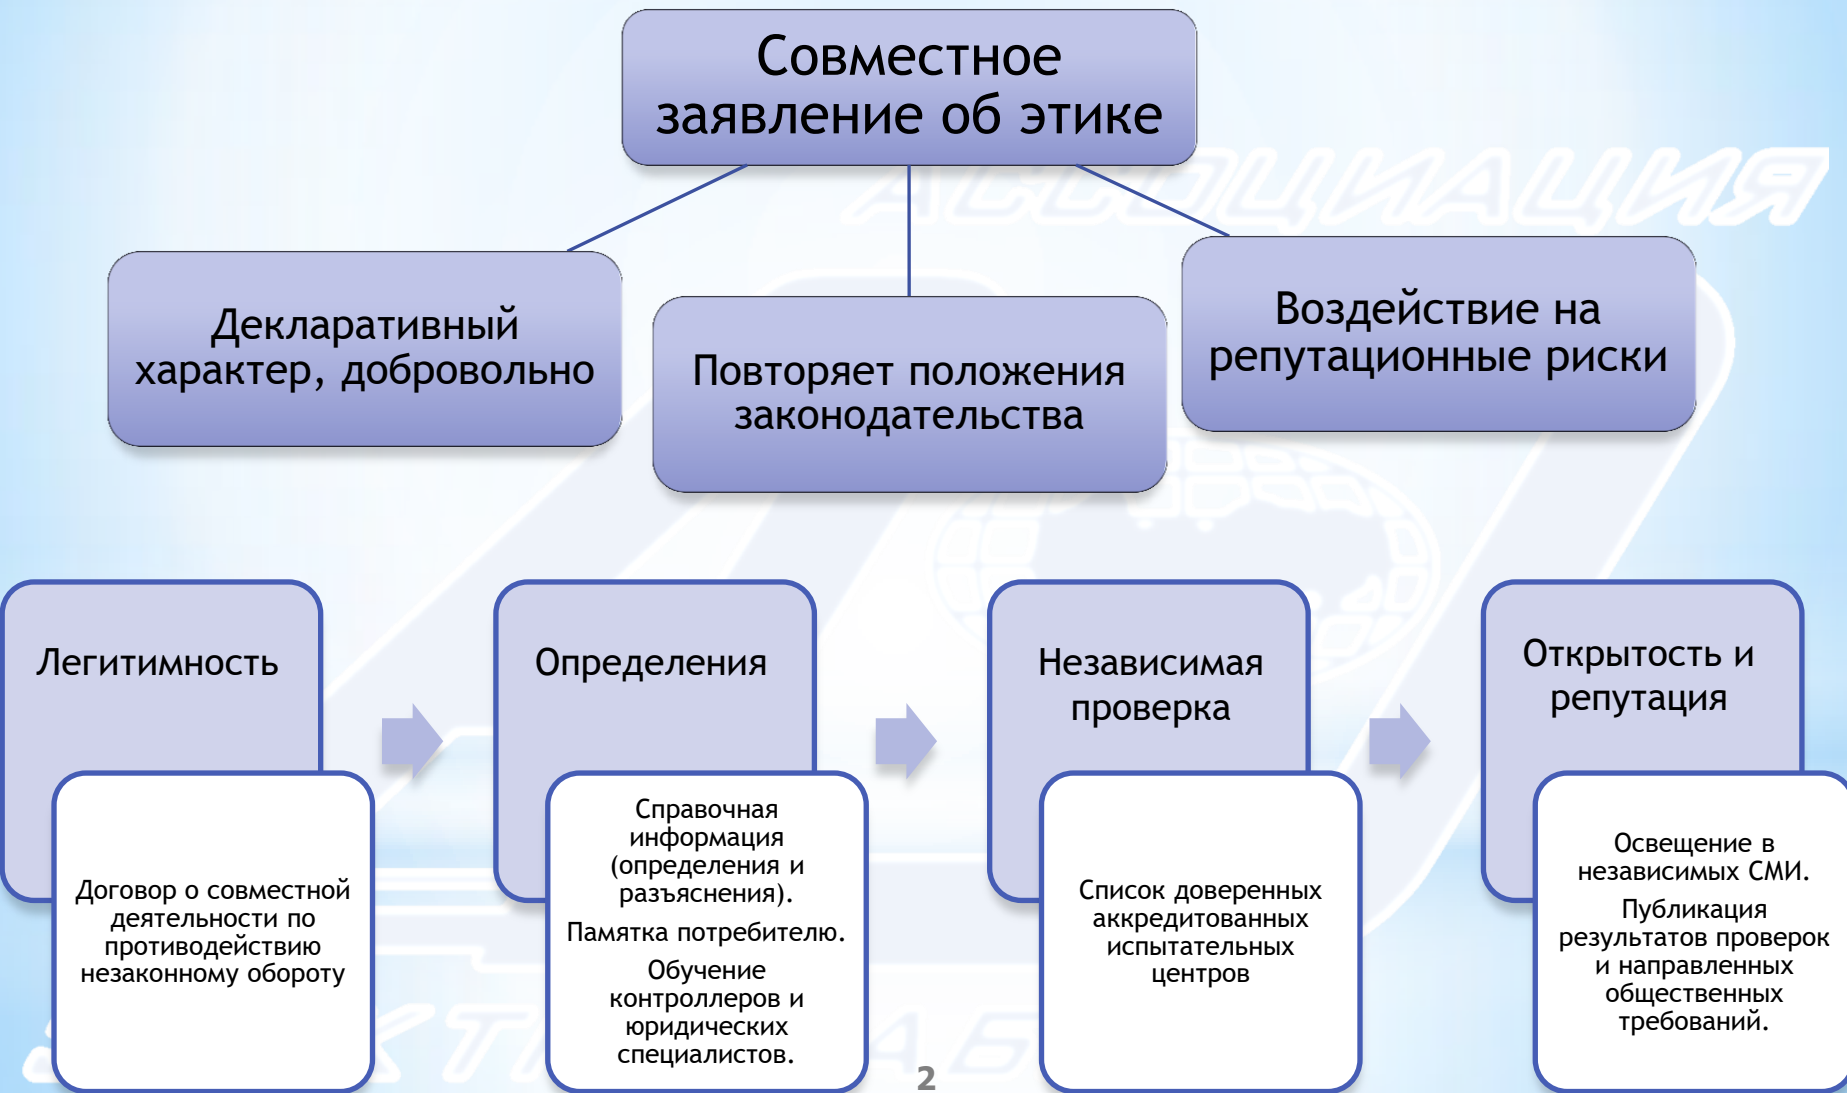 Совместное
заявление об этике
АССОЦИАЦИЯ
Декларативный
характер, добровольно
Повторяет положения
законодательства
Воздействие на
репутационные риски
Легитимность
Договор о совместной
деятельности по
противодействию
незаконному обороту
Определения
Справочная
информация
(определения и
разъяснения).
Памятка потребителю.
Обучение
контроллеров и
юридических
специалистов.
Независимая
проверка
Список доверенных
аккредитованных
испытательных
центров
Открытость и
репутация
Освещение в
независимых СМИ.
Публикация
результатов проверок
и направленных
общественных
требований.
2